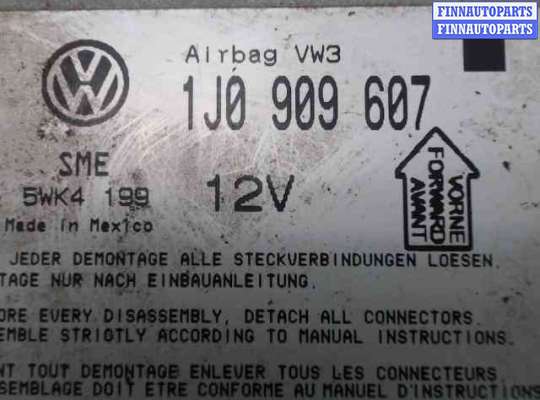 FINNAUTOPARTS
FINNAUTOPARTS
Airbag VW3
1J0 909 607
SME
12V
5WK4 199
Made in Mexico
VORNE
FORWARD
AVANT
JEDER DEMONTAGE ALLE STECKVERBINDUNGEN LOESEN.
TAGE NUR NACH EINBAUANLEITUNG.
ORE EVERY DISASSEMBLY, DETACH ALL CONNECTORS.
EMBLE STRICTLY ACCORDING TO MANUAL INSTRUCTIONS.
NT TOUT DEMONTAGE ENLEVER TOUS LES CONNECTEURS
SEMBLAGE DOIT ETRE CONFORME AU MANUEL D'INSTRUCTIONS